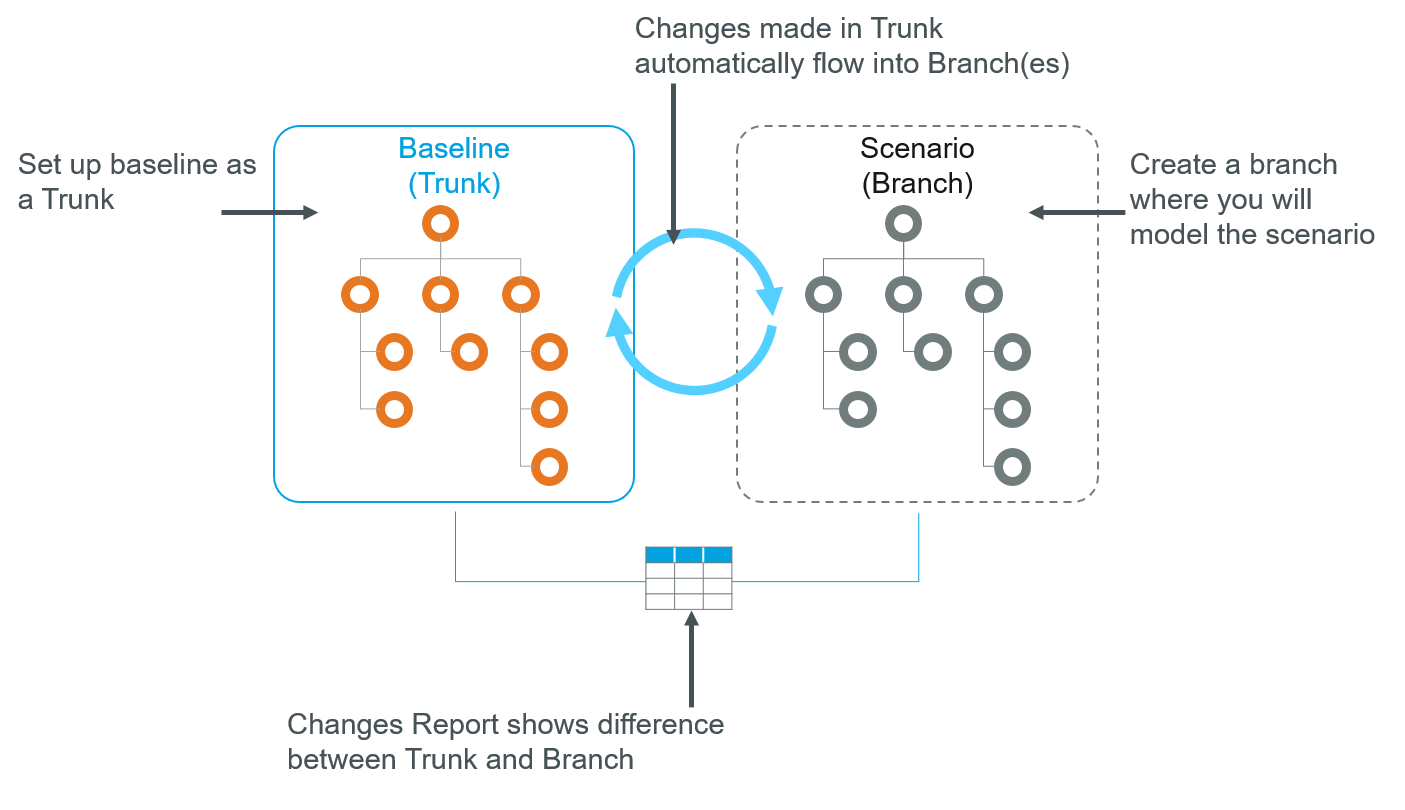 Changes made in Trunk
automatically flow into Branch(es)
Set up baseline as
a Trunk
Baseline
(Trunk)
Scenario
(Branch)
Create a branch
where you will
model the scenario
Changes Report shows difference
between Trunk and Branch